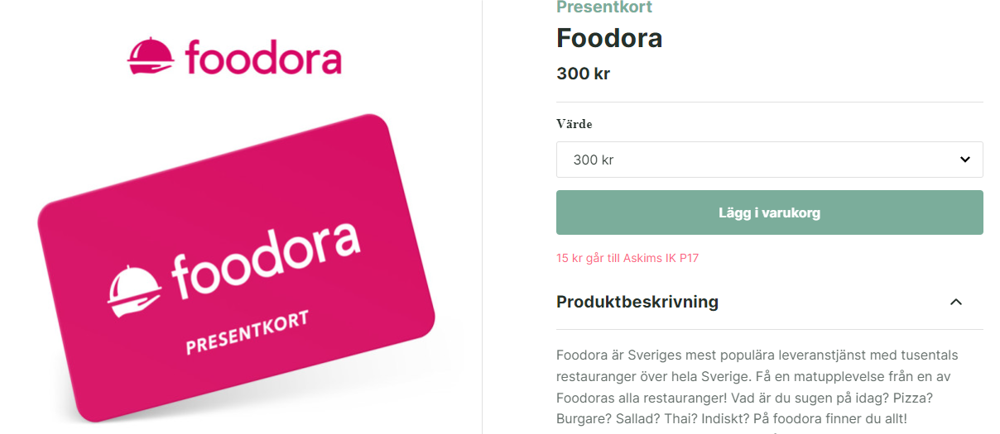 foodora
foodora
PRESENTKORT
Presentkort
Foodora
300 kr
Värde
300 kr
Lägg i varukorg
15 kr går till Askims IK P17
Produktbeskrivning
Foodora är Sveriges mest populära leveranstjänst med tusentals
restauranger över hela Sverige. Få en matupplevelse från en av
Foodoras alla restauranger! Vad är du sugen på idag? Pizza?
Burgare? Sallad? Thai? Indiskt? På foodora finner du allt!